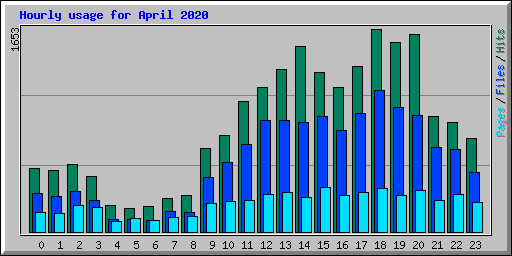 Hourly usage for April 2020
1653
Pages/Files/Hits
0 1 2 3 4 5 6 7 8 9 10 11 12 13 14 15 16 17 18 19 20 21 22 23